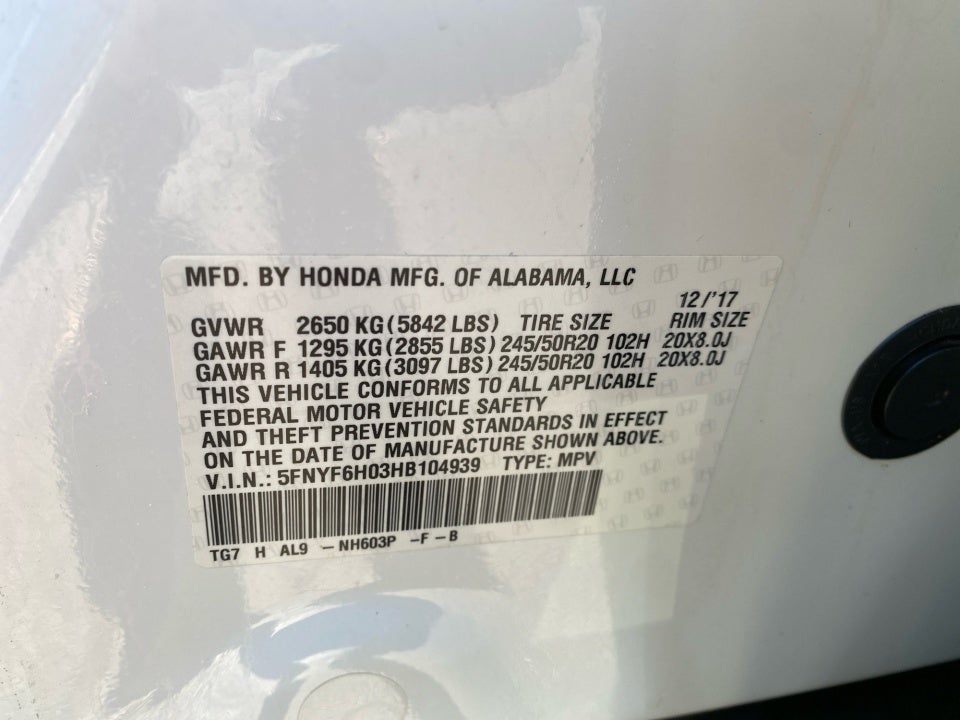 MFD. BY HONDA MFG. OF ALABAMA, LLC
12/'17
GVWR 2650 KG(5842 LBS) TIRE SIZE RIM SIZE
GAWR F 1295 KG(2855 LBS) 245/50R20 102H 20X8.0J
GAWR R 1405 KG(3097 LBS) 245/50R20 102H 20X8.0J
THIS VEHICLE CONFORMS TO ALL APPLICABLE
FEDERAL MOTOR VEHICLE SAFETY
AND THEFT PREVENTION STANDARDS IN EFFECT
ON THE DATE OF MANUFACTURE SHOWN ABOVE.
V.I.N.: 5FNYF6H03HB104939 TYPE: MPV
TG7 H AL9 -NH603P -F-B